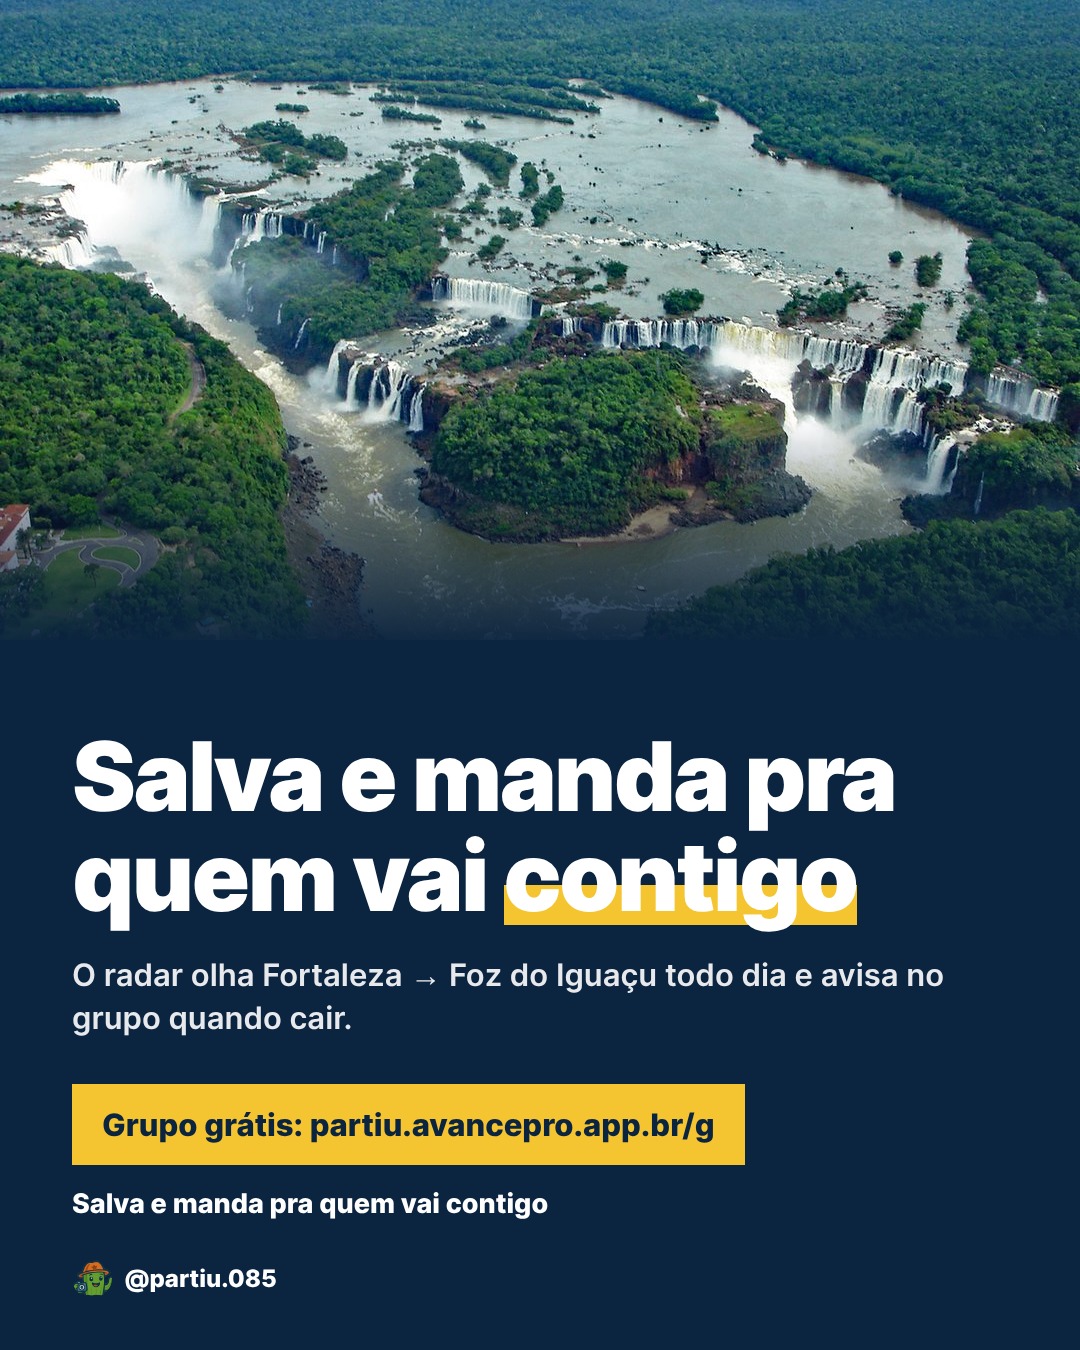 Salva e manda pra
quem vai contigo
O radar olha Fortaleza → Foz do Iguaçu todo dia e avisa no
grupo quando cair.
Grupo grátis: partiu.avancepro.app.br/g
Salva e manda pra quem vai contigo
@partiu.085